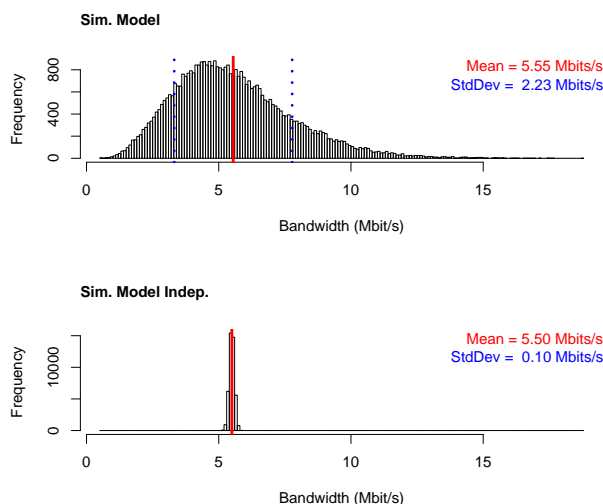 Sim. Model
Mean = 5.55 Mbits/s
StdDev = 2.23 Mbits/s
Frequency
800
400
0
0 5 10 15
Bandwidth (Mbit/s)
Sim. Model Indep.
Mean = 5.50 Mbits/s
StdDev = 0.10 Mbits/s
Frequency
10000
0
0 5 10 15
Bandwidth (Mbit/s)